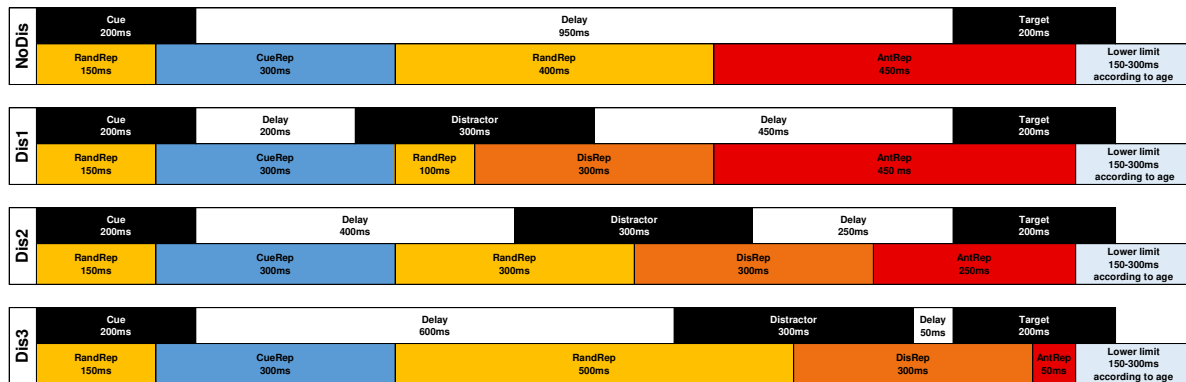 NoDis
Cue
200ms
Delay
950ms
Target
200ms
RandRep
150ms
CueRep
300ms
RandRep
400ms
AntRep
450ms
Lower limit
150-300ms
according to age
Dis1
Cue
200ms
Delay
200ms
Distractor
300ms
Delay
450ms
Target
200ms
RandRep
150ms
CueRep
300ms
RandRep
100ms
DisRep
300ms
AntRep
450 ms
Lower limit
150-300ms
according to age
Dis2
Cue
200ms
Delay
400ms
Distractor
300ms
Delay
250ms
Target
200ms
RandRep
150ms
CueRep
300ms
RandRep
300ms
DisRep
300ms
AntRep
250ms
Lower limit
150-300ms
according to age
Dis3
Cue
200ms
Delay
600ms
Distractor
300ms
Delay
50ms
Target
200ms
RandRep
150ms
CueRep
300ms
RandRep
500ms
DisRep
300ms
AntRep
50ms
Lower limit
150-300ms
according to age